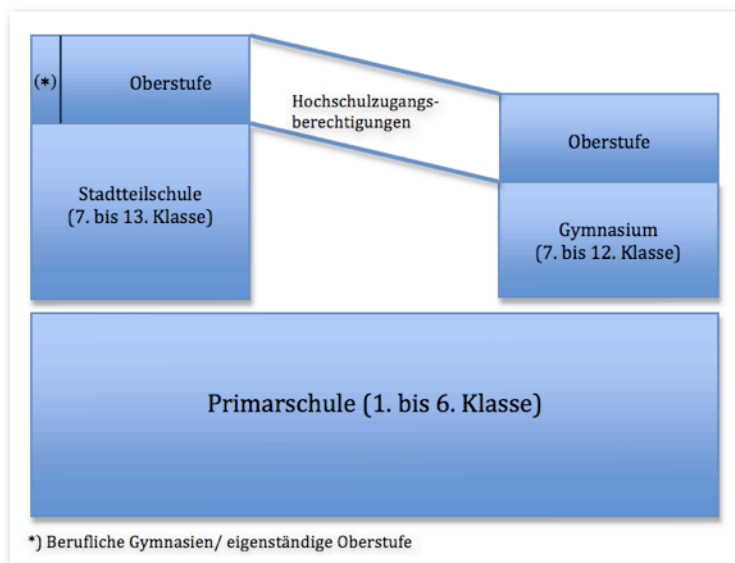 (*)
Oberstufe
Hochschulzugangs-
berechtigungen
Oberstufe
Stadtteilschule
(7. bis 13. Klasse)
Gymnasium
(7. bis 12. Klasse)
Primarschule (1. bis 6. Klasse)
*) Berufliche Gymnasien/ eigenständige Oberstufe